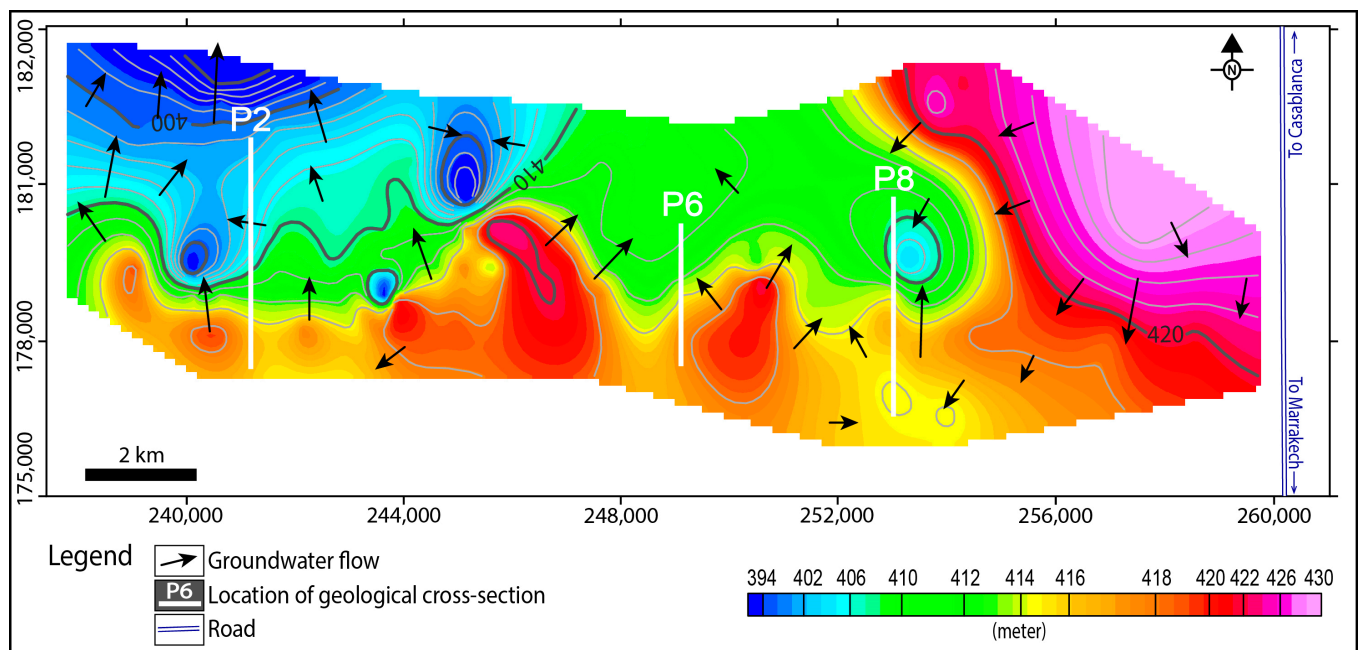 182,000
181,000
178,000
175,000
400
P2
410
P6
P8
420
N
To Casablanca
To Marrakech
2 km
240,000
244,000
248,000
252,000
256,000
260,000
Legend
Groundwater flow
P6
Location of geological cross-section
Road
394 402 406 410 412 414 416 418 420 422 426 430
(meter)